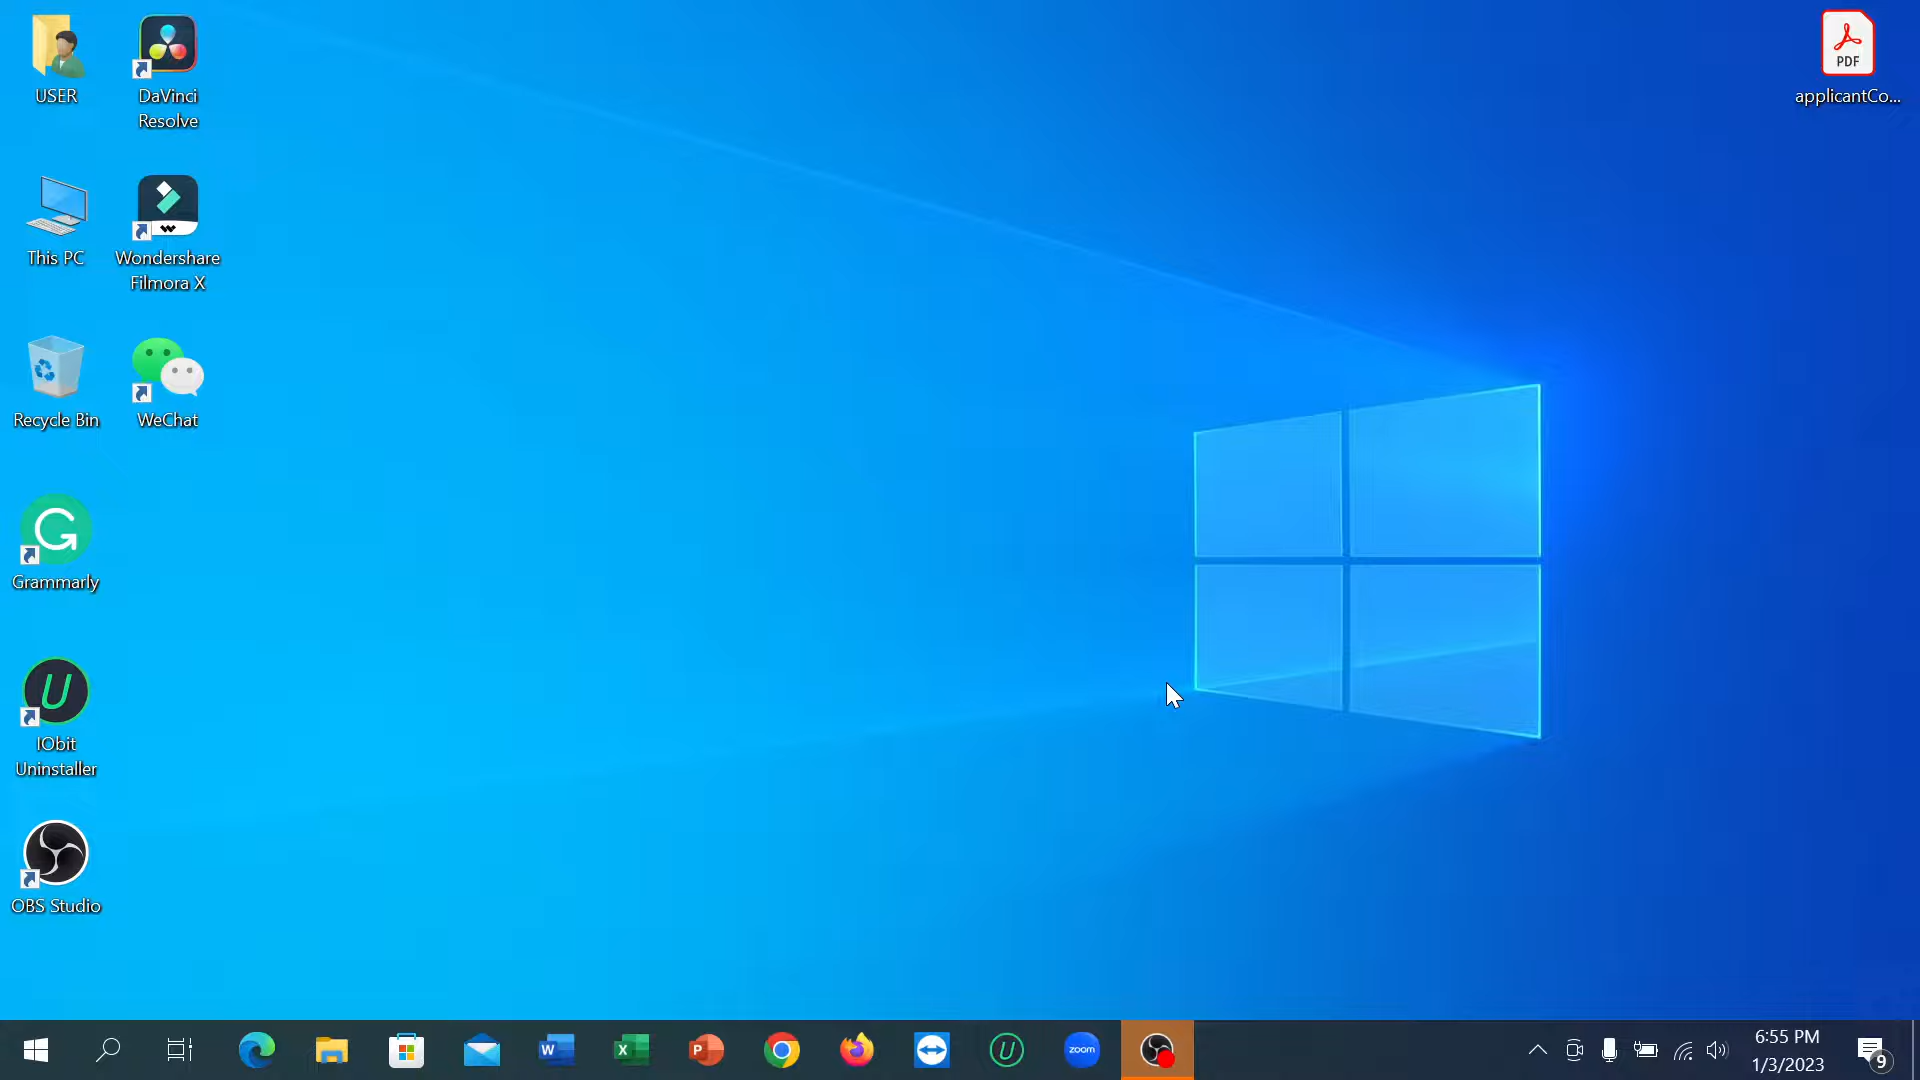 USER
DaVinci
Resolve
This PC
Wondershare
Filmora X
Recycle Bin
WeChat
Grammarly
IObit
Uninstaller
OBS Studio
PDF
applicantCo...
W
X
P
U
zoom
6:55 PM
1/3/2023
9